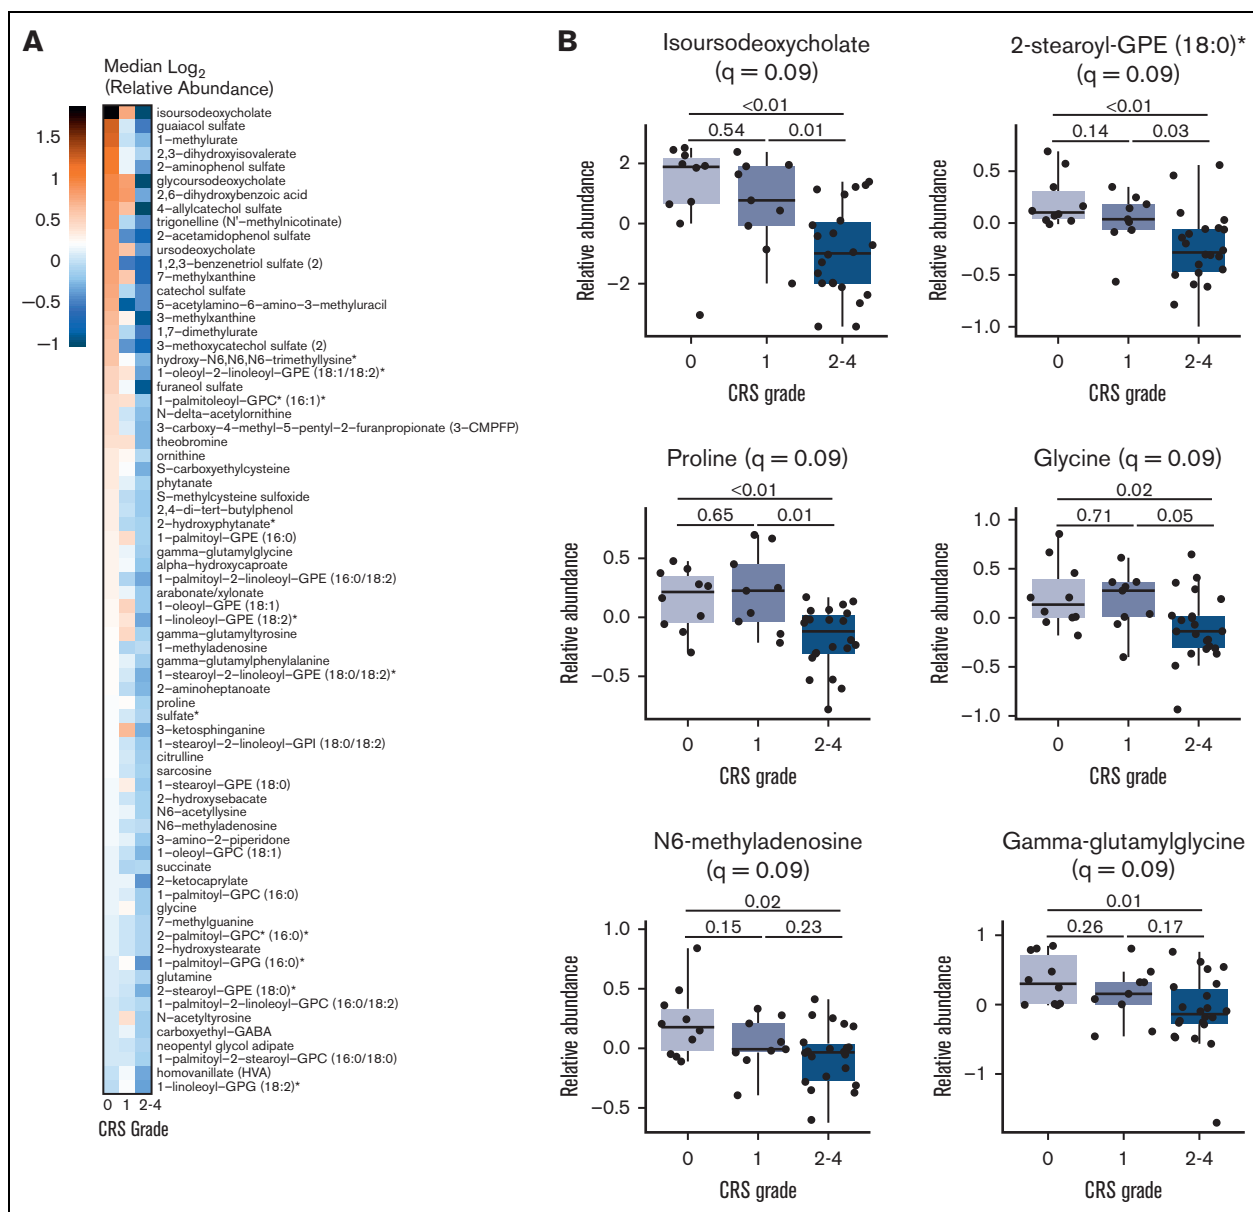 A
Median Log2
(Relative Abundance)
1.5
1
0.5
0
−0.5
−1
isoursodeoxycholate
guaiacol sulfate
1−methylurate
2,3−dihydroxyisovalerate
2−aminophenol sulfate
glycoursodeoxycholate
2,6−dihydroxybenzoic acid
4−allylcatechol sulfate
trigonelline (N'−methylnicotinate)
2−acetamidophenol sulfate
ursodeoxycholate
1,2,3−benzenetriol sulfate (2)
7−methylxanthine
catechol sulfate
5−acetylamino−6−amino−3−methyluracil
3−methylxanthine
1,7−dimethylurate
3−methoxycatechol sulfate (2)
hydroxy−N6,N6,N6−trimethyllysine*
1−oleoyl−2−linoleoyl−GPE (18:1/18:2)*
furaneol sulfate
1−palmitoleoyl−GPC* (16:1)*
N−delta−acetylornithine
3−carboxy−4−methyl−5−pentyl−2−furanpropionate (3−CMPFP)
theobromine
ornithine
S−carboxyethylcysteine
phytanate
S−methylcysteine sulfoxide
2,4−di−tert−butylphenol
2−hydroxyphytanate*
1−palmitoyl−GPE (16:0)
gamma−glutamylglycine
alpha−hydroxycaproate
1−palmitoyl−2−linoleoyl−GPE (16:0/18:2)
arabonate/xylonate
1−oleoyl−GPE (18:1)
1−linoleoyl−GPE (18:2)*
gamma−glutamyltyrosine
1−methyladenosine
gamma−glutamylphenylalanine
1−stearoyl−2−linoleoyl−GPE (18:0/18:2)*
2−aminoheptanoate
proline
sulfate*
3−ketosphinganine
1−stearoyl−2−linoleoyl−GPI (18:0/18:2)
citrulline
sarcosine
1−stearoyl−GPE (18:0)
2−hydroxysebacate
N6−acetyllysine
N6−methyladenosine
3−amino−2−piperidone
1−oleoyl−GPC (18:1)
succinate
2−ketocaprylate
1−palmitoyl−GPC (16:0)
glycine
7−methylguanine
2−palmitoyl−GPC* (16:0)*
2−hydroxystearate
1−palmitoyl−GPG (16:0)*
glutamine
2−stearoyl−GPE (18:0)*
1−palmitoyl−2−linoleoyl−GPC (16:0/18:2)
N−acetyltyrosine
carboxyethyl−GABA
neopentyl glycol adipate
1−palmitoyl−2−stearoyl−GPC (16:0/18:0)
homovanillate (HVA)
1−linoleoyl−GPG (18:2)*
0 1 2-4
CRS Grade
B
Isoursodeoxycholate
(q = 0.09)
<0.01
0.54 0.01
Relative abundance
2
0
−2
0 1 2-4
CRS grade
2-stearoyl-GPE (18:0)*
(q = 0.09)
<0.01
0.14 0.03
Relative abundance
0.5
0.0
−0.5
−1.0
0 1 2-4
CRS grade
Proline (q = 0.09)
<0.01
0.65 0.01
Relative abundance
0.5
0.0
−0.5
0 1 2-4
CRS grade
Glycine (q = 0.09)
0.02
0.71 0.05
Relative abundance
1.0
0.5
0.0
−0.5
−1.0
0 1 2-4
CRS grade
N6-methyladenosine
(q = 0.09)
0.02
0.15 0.23
Relative abundance
1.0
0.5
0.0
−0.5
0 1 2-4
CRS grade
Gamma-glutamylglycine
(q = 0.09)
0.01
0.26 0.17
Relative abundance
1
0
−1
0 1 2-4
CRS grade